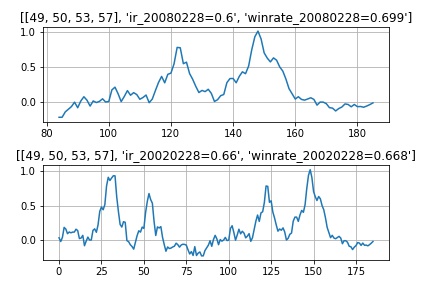 [[49, 50, 53, 57], 'ir_20080228=0.6', 'winrate_20080228=0.699']
1.0
0.5
0.0
80 100 120 140 160 180
[[49, 50, 53, 57], 'ir_20020228=0.66', 'winrate_20020228=0.668']
1.0
0.5
0.0
0 25 50 75 100 125 150 175